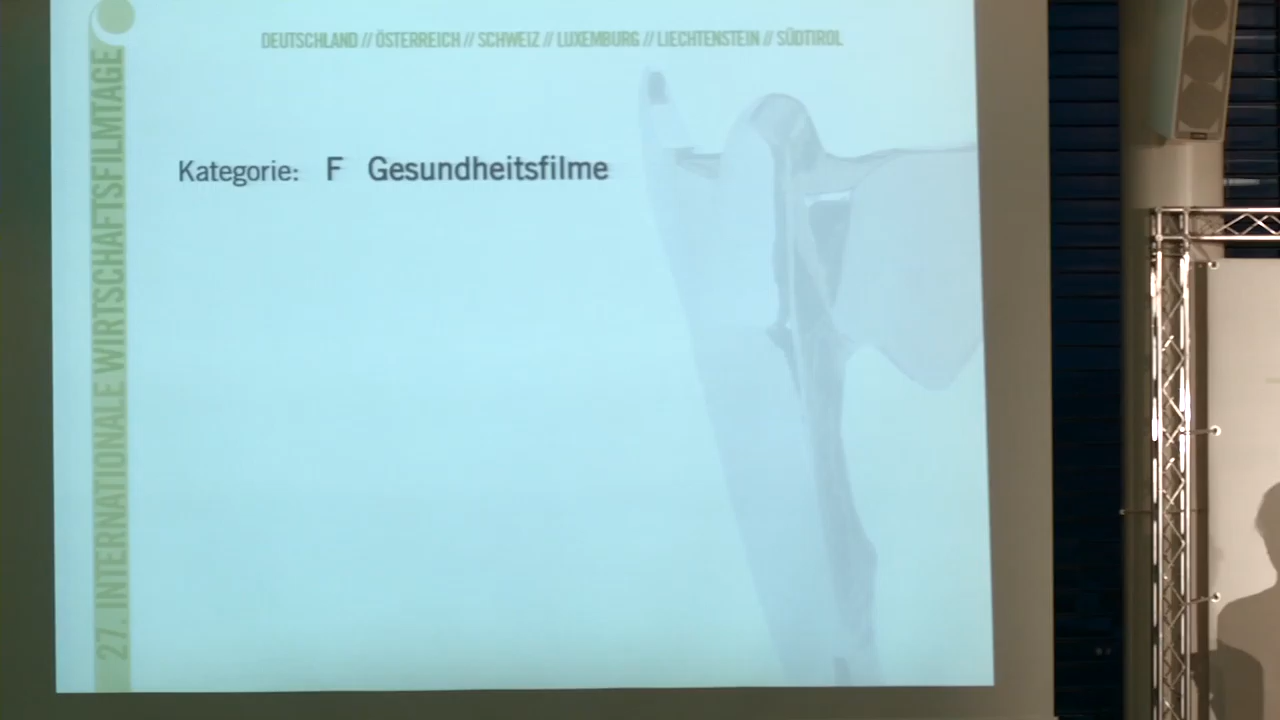 DEUTSCHLAND // ÖSTERREICH // SCHWEIZ // LUXEMBURG // LIECHTENSTEIN // SÜDTIROL
Kategorie: F Gesundheitsfilme
27. INTERNATIONALE WIRTSCHAFTSFILMTAGE